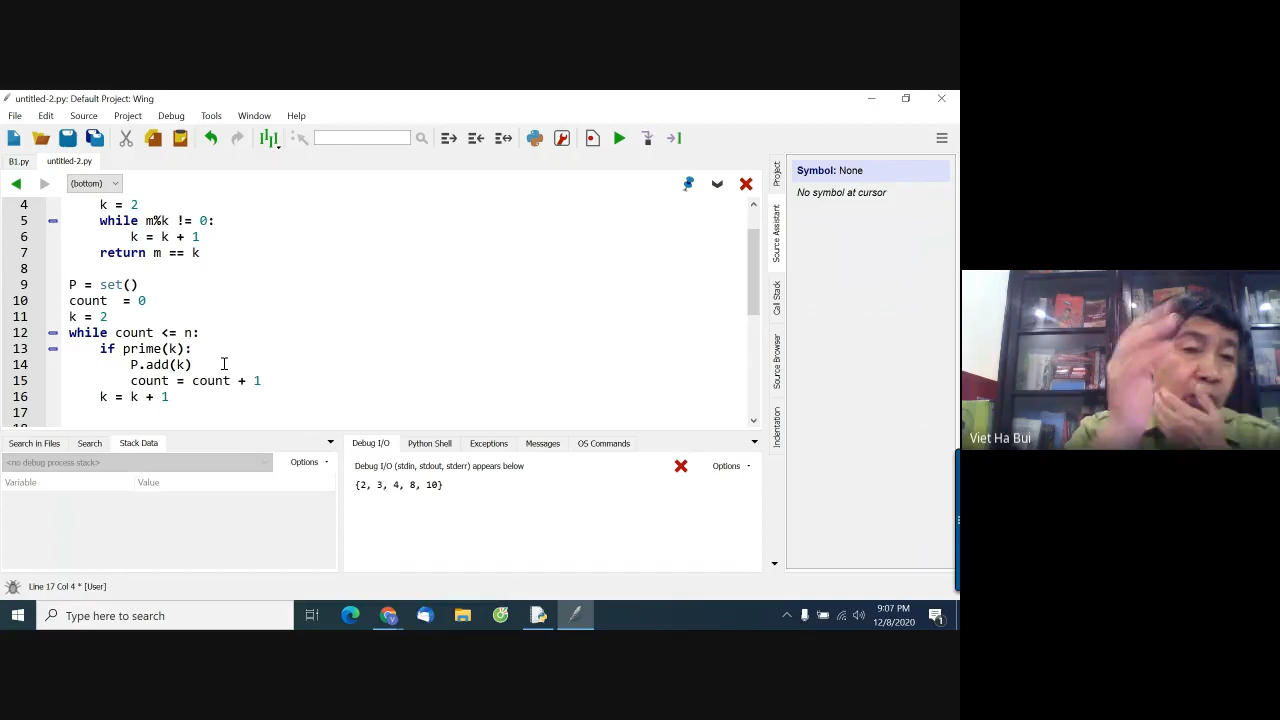 untitled-2.py: Default Project: Wing
File Edit Source Debug Project Debug Tools Window Help
B1.py untitled-2.py
(bottom)
4 k = 2
5 while m%k != 0:
6 k = k + 1
7 return m == k
8
9 P = set()
10 count  = 0
11 k = 2
12 while count <= n:
13 if prime(k):
14 P.add(k)
15 count = count + 1
16 k = k + 1
17
Project
Source Assistant
Call Stack
Source Browser
Indentation
Symbol: None
No symbol at cursor
Viet Ha Bui
Search in Files Search Stack Data
<no debug process stack> Options
Variable Value
Debug I/O Python Shell Exceptions Messages OS Commands
Debug I/O (stdin, stdout, stderr) appears below Options
{2, 3, 4, 8, 10}
Line 17 Col 4 * [User]
Type here to search
9:07 PM
12/8/2020
1